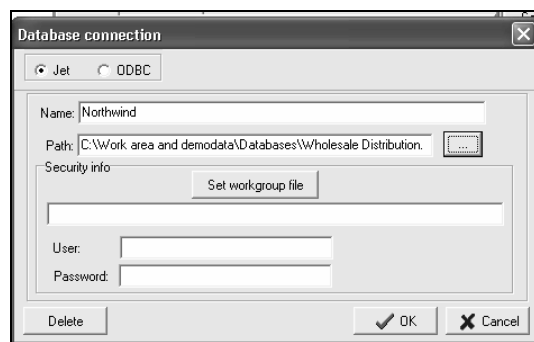 Database connection
Jet ODBC
Name: Northwind
Path: C:\Work area and demodata\Databases\Wholesale Distribution. ...
Security info
Set workgroup file
User:
Password:
Delete OK Cancel